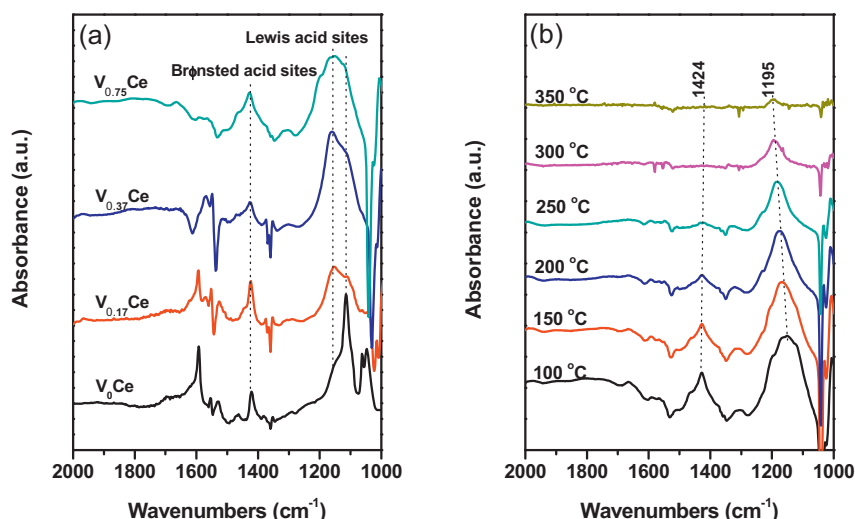 (a)
Lewis acid sites
Brɸnsted acid sites
V0.75Ce
V0.37Ce
V0.17Ce
V0Ce
Absorbance (a.u.)
2000 1800 1600 1400 1200 1000
Wavenumbers (cm-1)
(b)
1424
1195
350 °C
300 °C
250 °C
200 °C
150 °C
100 °C
Absorbance (a.u.)
2000 1800 1600 1400 1200 1000
Wavenumbers (cm-1)